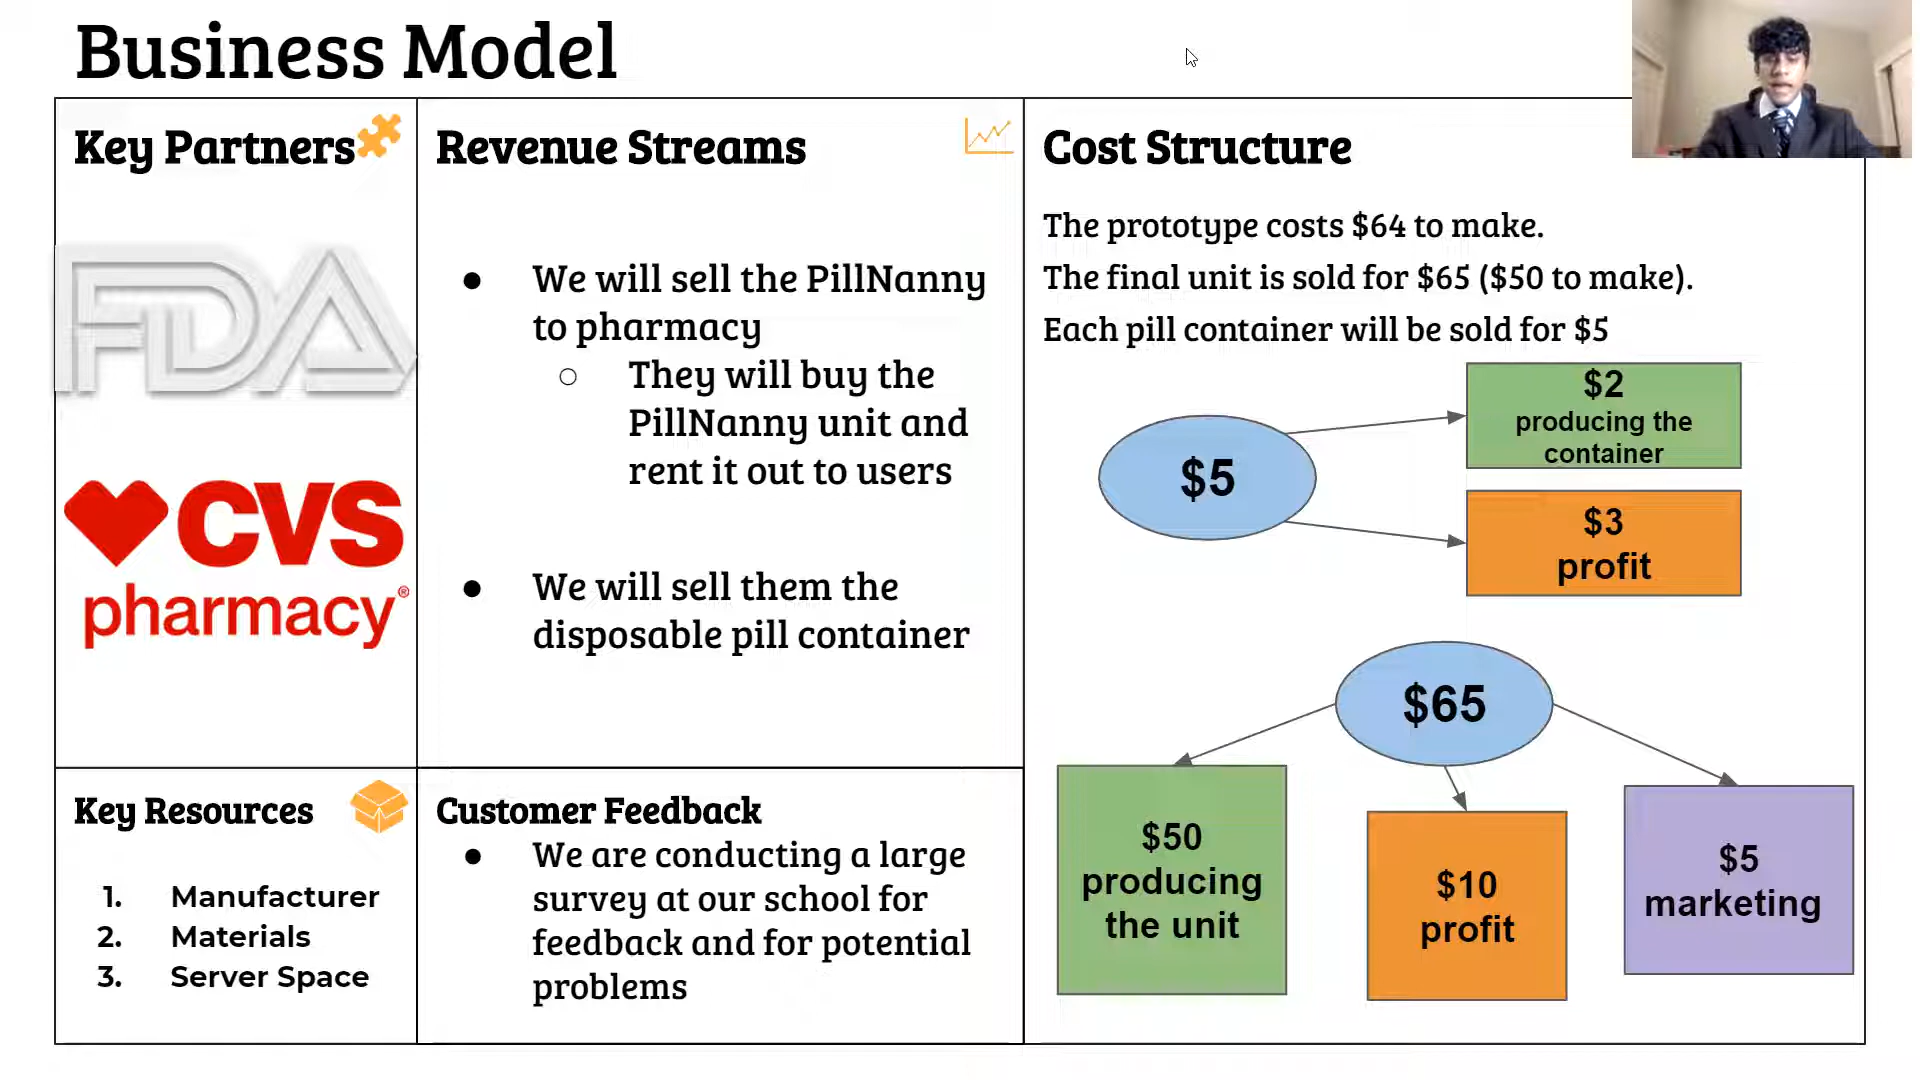 Business Model
Key Partners
FDA
CVS
pharmacy®
Revenue Streams
● We will sell the PillNanny
to pharmacy
○ They will buy the
PillNanny unit and
rent it out to users
● We will sell them the
disposable pill container
Cost Structure
The prototype costs $64 to make.
The final unit is sold for $65 ($50 to make).
Each pill container will be sold for $5
$5
$2
producing the
container
$3
profit
$65
$50
producing
the unit
$10
profit
$5
marketing
Key Resources
1. Manufacturer
2. Materials
3. Server Space
Customer Feedback
● We are conducting a large
survey at our school for
feedback and for potential
problems